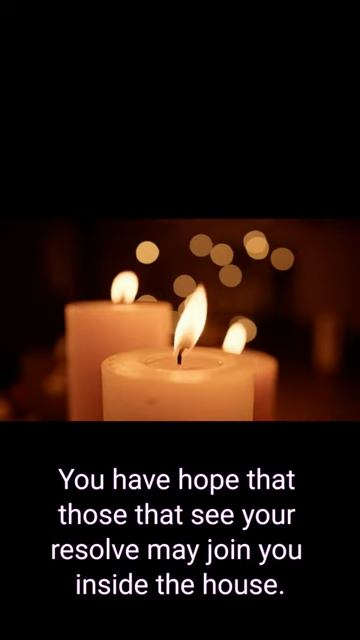 You have hope that
those that see your
resolve may join you
inside the house.